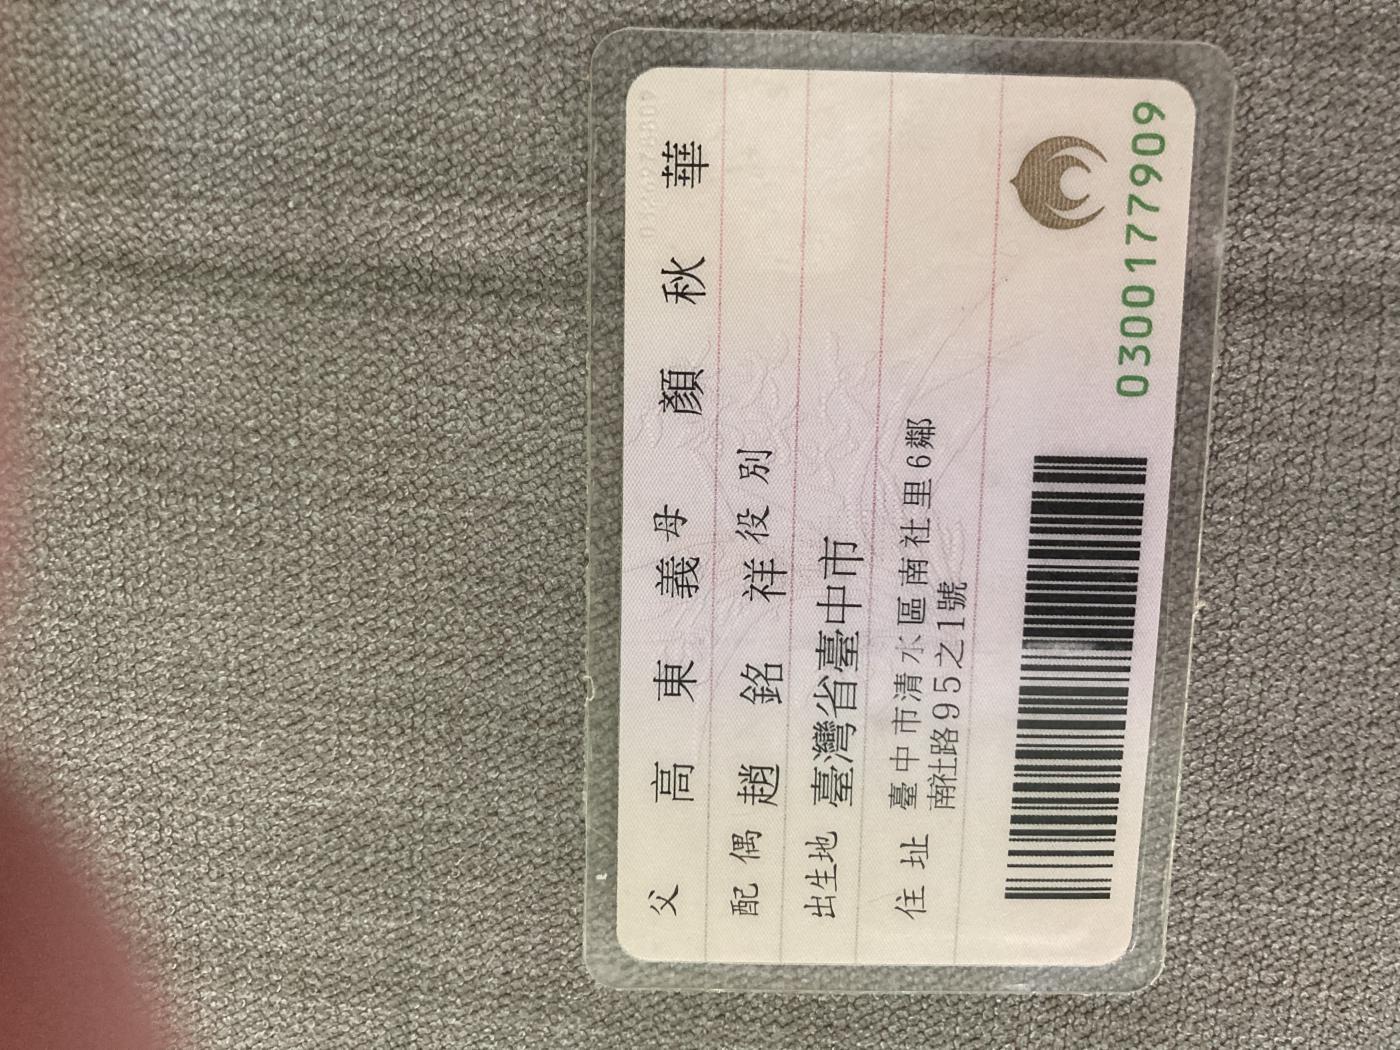 父 高東義 母 顏秋華
配偶 趙銘祥 役別
出生地 臺灣省臺中市
住址 臺中市清水區南社里6鄰
南社路95之1號
0300177909